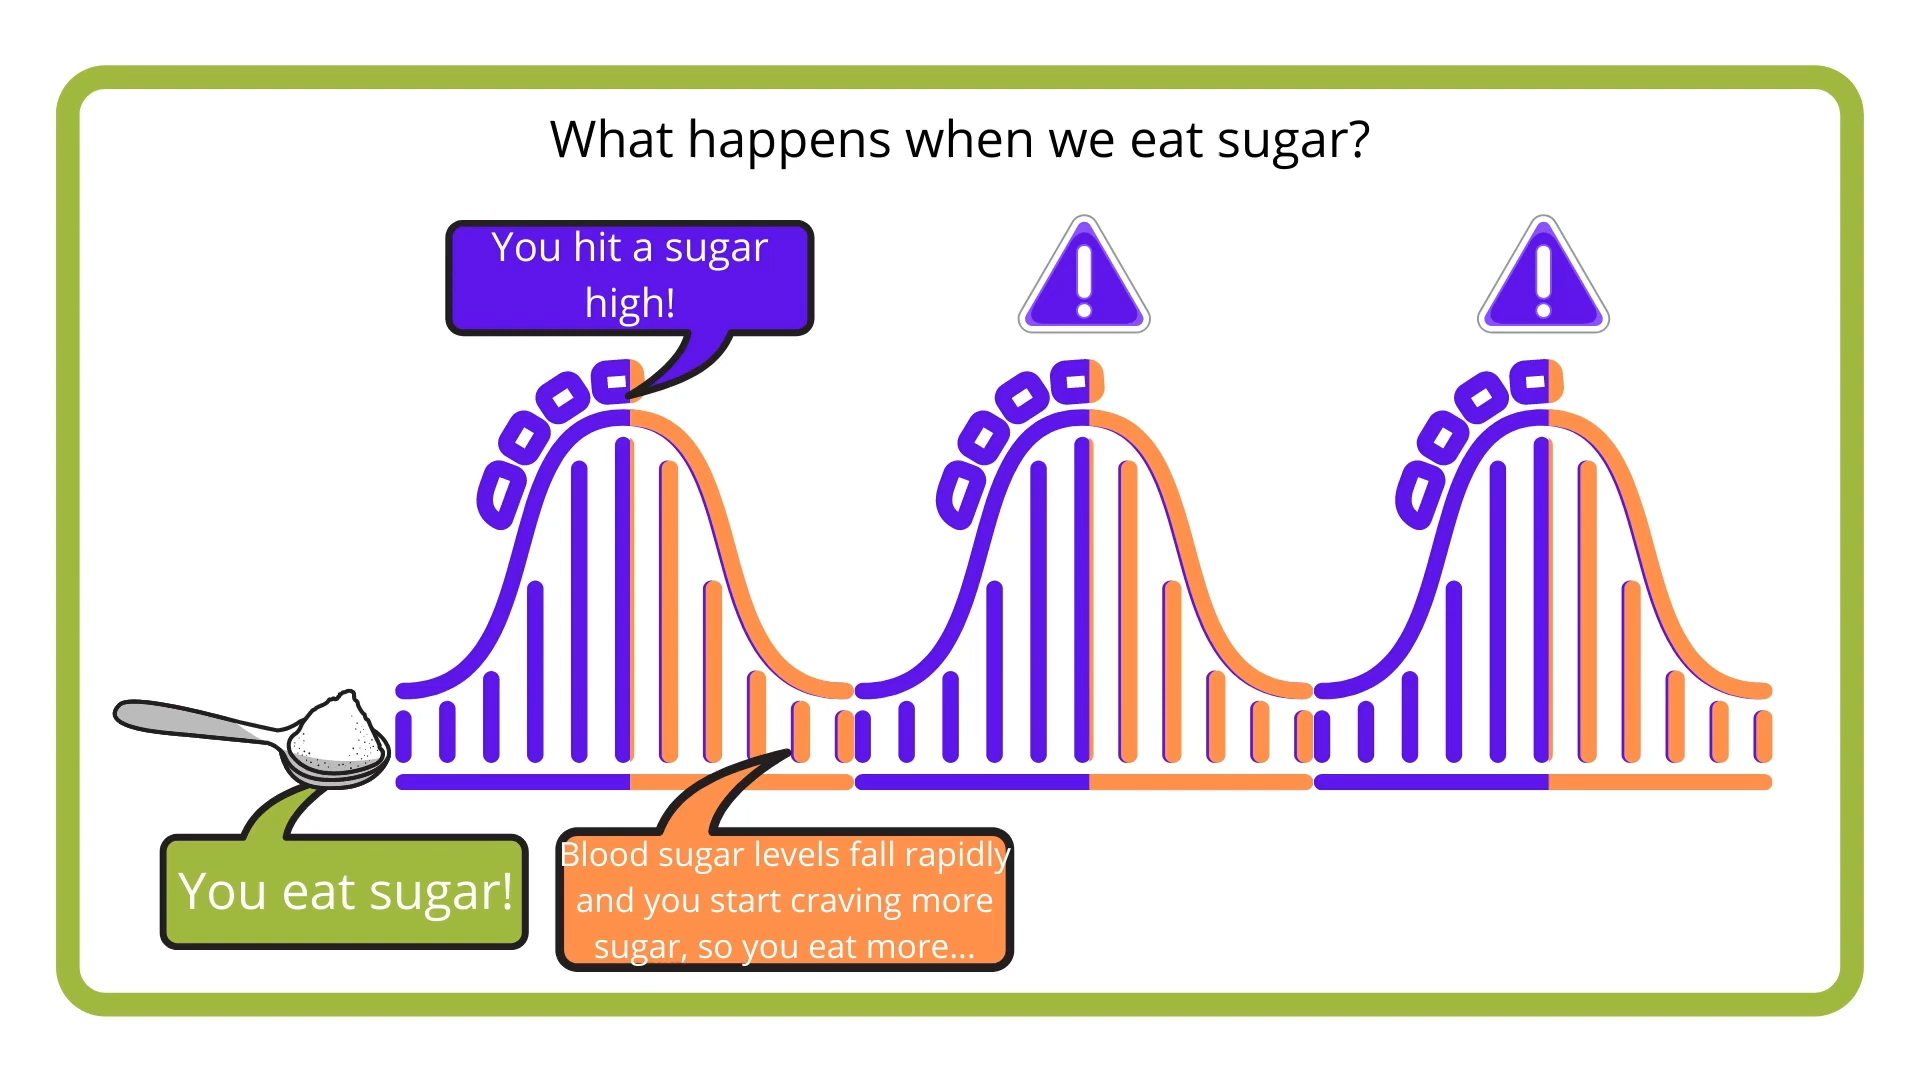 What happens when we eat sugar?
You hit a sugar
high!
You eat sugar!
Blood sugar levels fall rapidly
and you start craving more
sugar, so you eat more...